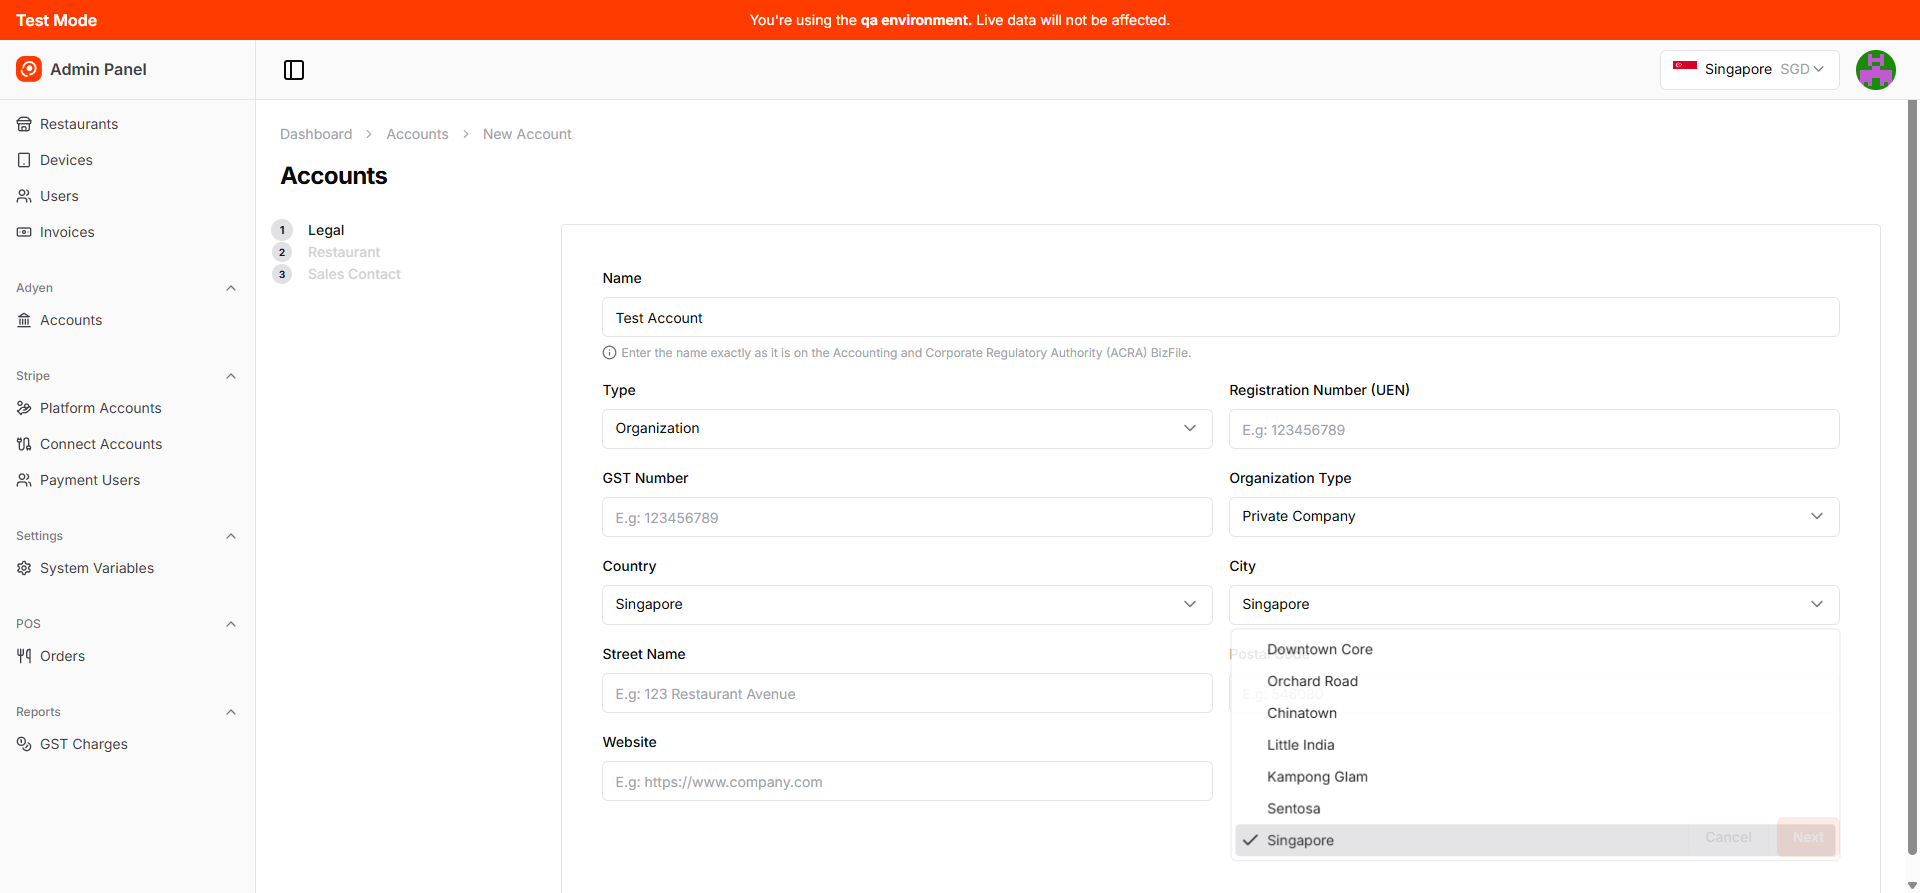 Test Mode
You're using the qa environment. Live data will not be affected.
Admin Panel
Singapore SGD
Restaurants
Devices
Users
Invoices
Adyen
Accounts
Stripe
Platform Accounts
Connect Accounts
Payment Users
Settings
System Variables
POS
Orders
Reports
GST Charges
Dashboard > Accounts > New Account
Accounts
1 Legal
2 Restaurant
3 Sales Contact
Name
Test Account
Enter the name exactly as it is on the Accounting and Corporate Regulatory Authority (ACRA) BizFile.
Type
Organization
Registration Number (UEN)
E.g: 123456789
GST Number
E.g: 123456789
Organization Type
Private Company
Country
Singapore
City
Singapore
Street Name
E.g: 123 Restaurant Avenue
Postal Code
E.g: 546080
Website
E.g: https://www.company.com
Downtown Core
Orchard Road
Chinatown
Little India
Kampong Glam
Sentosa
Singapore
Cancel
Next